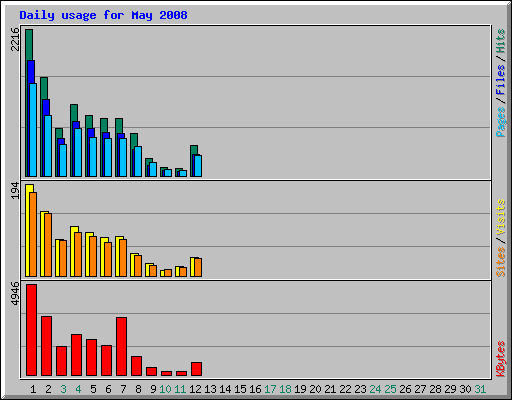 Daily usage for May 2008
2216
Pages/Files/Hits
194
Sites/Visits
4946
KBytes
1 2 3 4 5 6 7 8 9 10 11 12 13 14 15 16 17 18 19 20 21 22 23 24 25 26 27 28 29 30 31